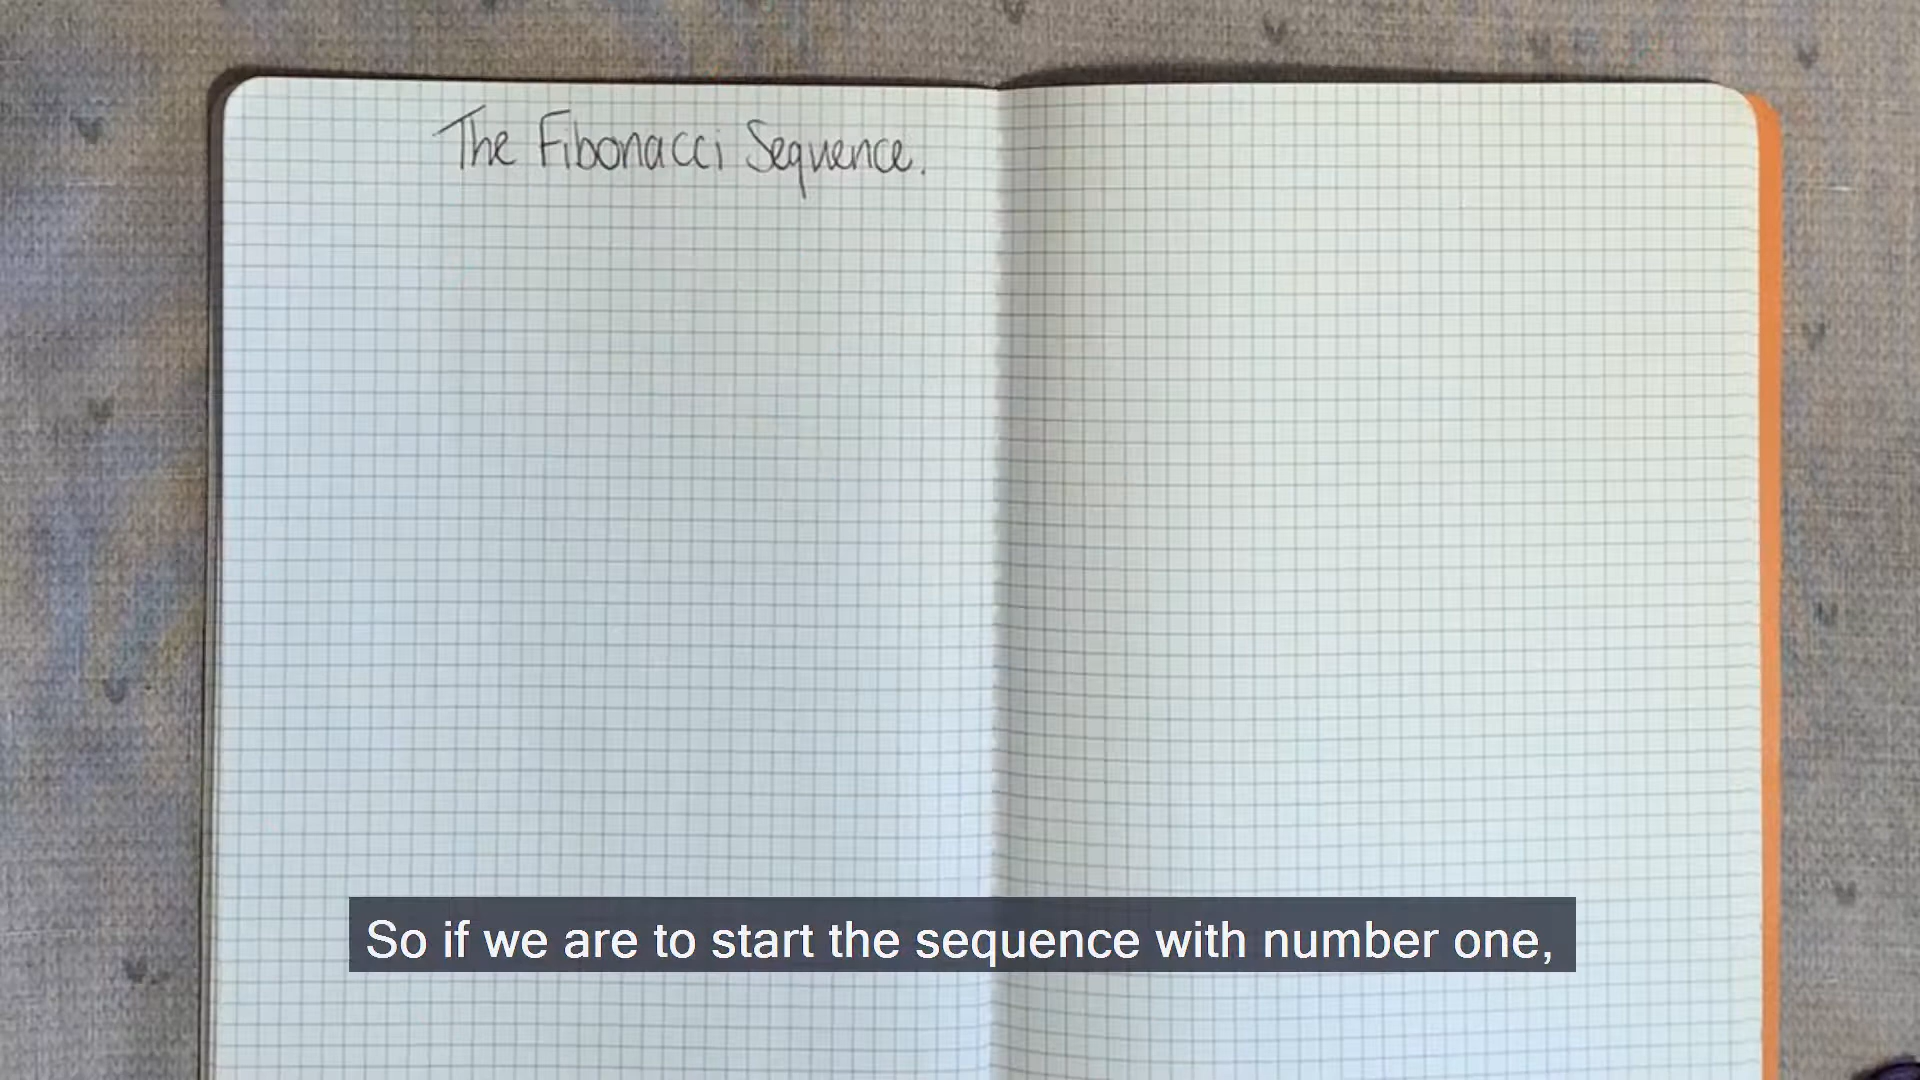 The Fibonacci Sequence.
So if we are to start the sequence with number one,